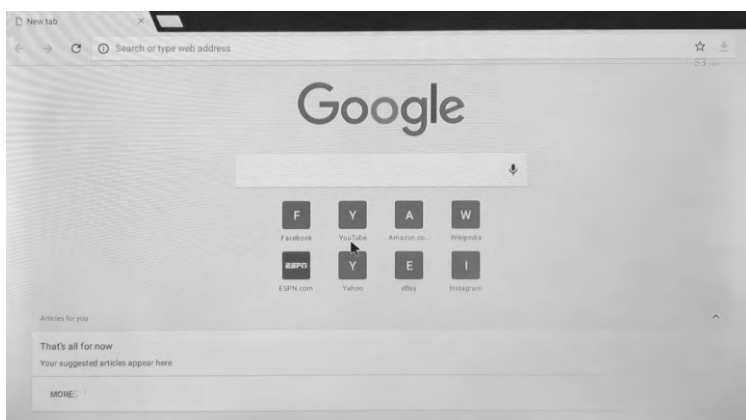 New tab
Search or type web address
Google
F Y A W
Facebook YouTube Amazon.co... Wikipedia
ESPN Y E I
ESPN.com Yahoo eBay Instagram
Articles for you
That's all for now
Your suggested articles appear here
MORE